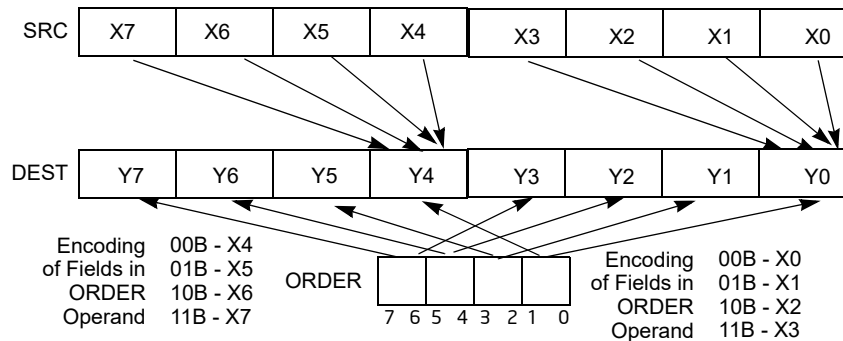 SRC X7 X6 X5 X4 X3 X2 X1 X0
DEST Y7 Y6 Y5 Y4 Y3 Y2 Y1 Y0
Encoding 00B - X4
of Fields in 01B - X5
ORDER 10B - X6
Operand 11B - X7
ORDER
7 6 5 4 3 2 1 0
Encoding 00B - X0
of Fields in 01B - X1
ORDER 10B - X2
Operand 11B - X3